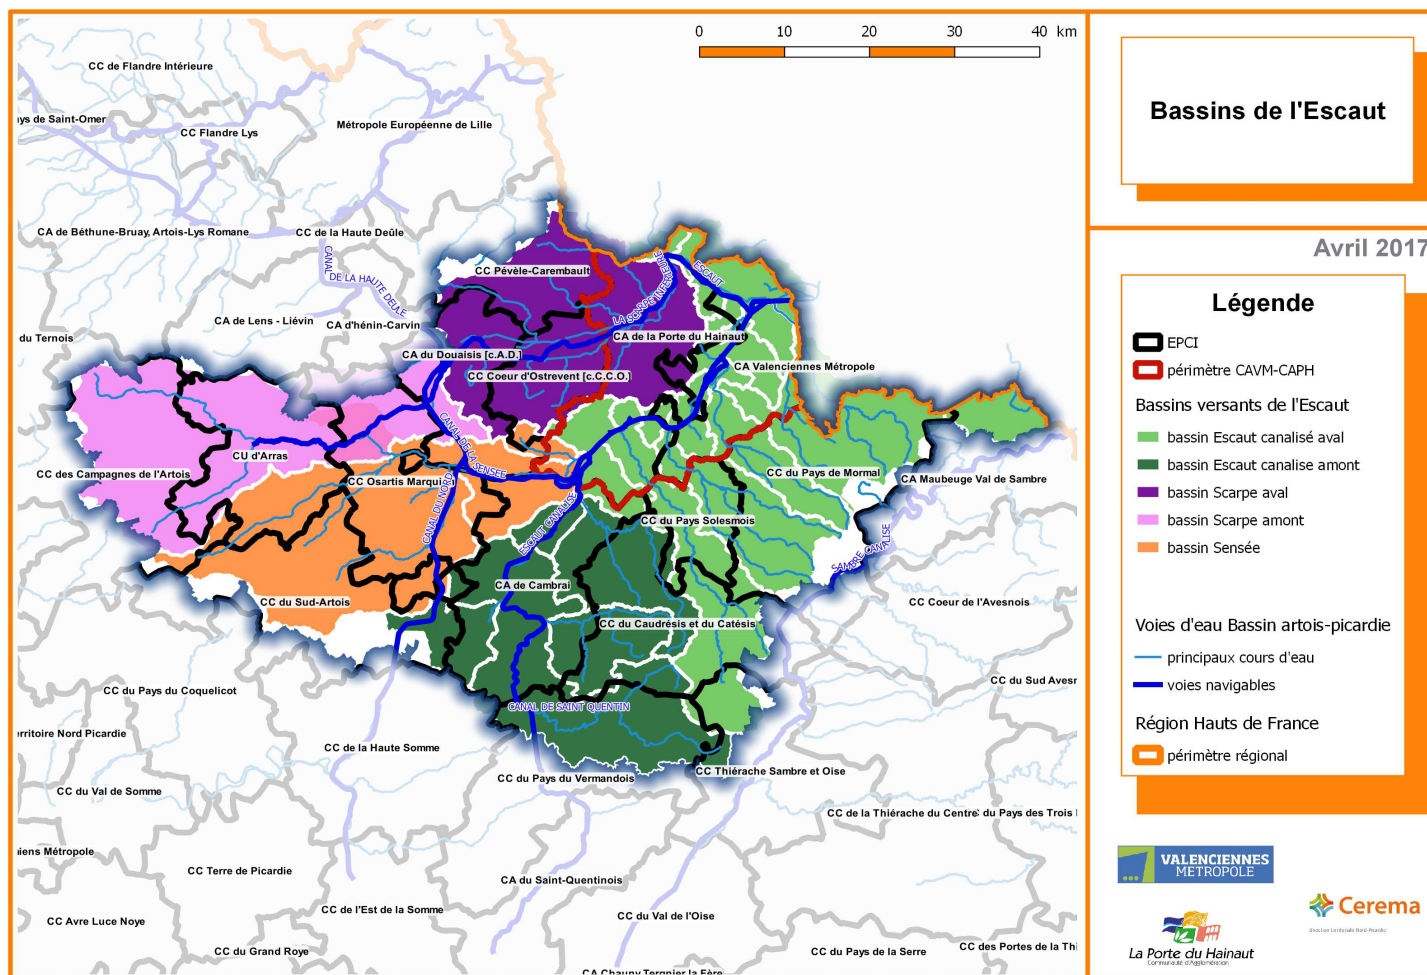 0 10 20 30 40 km
CC de Flandre Intérieure
ys de Saint-Omer
CC Flandre Lys
Métropole Européenne de Lille
CA de Béthune-Bruay, Artois-Lys Romane
CC de la Haute Deûle
CANAL DE LA HAUTE DEULE
CC Pévèle-Carembault
ESCAUT
LA SCARPE INFERIEURE
CA de Lens - Liévin
CA d'hénin-Carvin
du Ternois
CA de la Porte du Hainaut
CA du Douaisis [c.A.D.]
CA Valenciennes Métropole
CC Coeur d'Ostrevent [c.C.C.O.]
CANAL DE LA SENSEE
CU d'Arras
CC des Campagnes de l'Artois
CC Osartis Marqui
CC du Pays de Mormal
CA Maubeuge Val de Sambre
CANAL DU NORD
ESCAUT CANALISE
CC du Pays Solesmois
SAMBRE CANALISE
CA de Cambrai
CC du Sud-Artois
CC Coeur de l'Avesnois
CC du Caudrésis et du Catésis
CC du Pays du Coquelicot
CC du Sud Avesn
CANAL DE SAINT QUENTIN
erritoire Nord Picardie
CC de la Haute Somme
CC du Pays du Vermandois
CC Thiérache Sambre et Oise
CC du Val de Somme
CC de la Thiérache du Centre
du Pays des Trois
iens Métropole
CC Terre de Picardie
CA du Saint-Quentinois
CC de l'Est de la Somme
CC du Val de l'Oise
CC Avre Luce Noye
CC du Grand Roye
CC du Pays de la Serre
CC des Portes de la Thi
CA Chauny Tergnier la Fère
Bassins de l'Escaut
Avril 2017
Légende
EPCI
périmètre CAVM-CAPH
Bassins versants de l'Escaut
bassin Escaut canalisé aval
bassin Escaut canalise amont
bassin Scarpe aval
bassin Scarpe amont
bassin Sensée
Voies d'eau Bassin artois-picardie
principaux cours d'eau
voies navigables
Région Hauts de France
périmètre régional
VALENCIENNES
METROPOLE
Cerema
Direction territoriale Nord-Picardie
La Porte du Hainaut
Communauté d'Agglomération